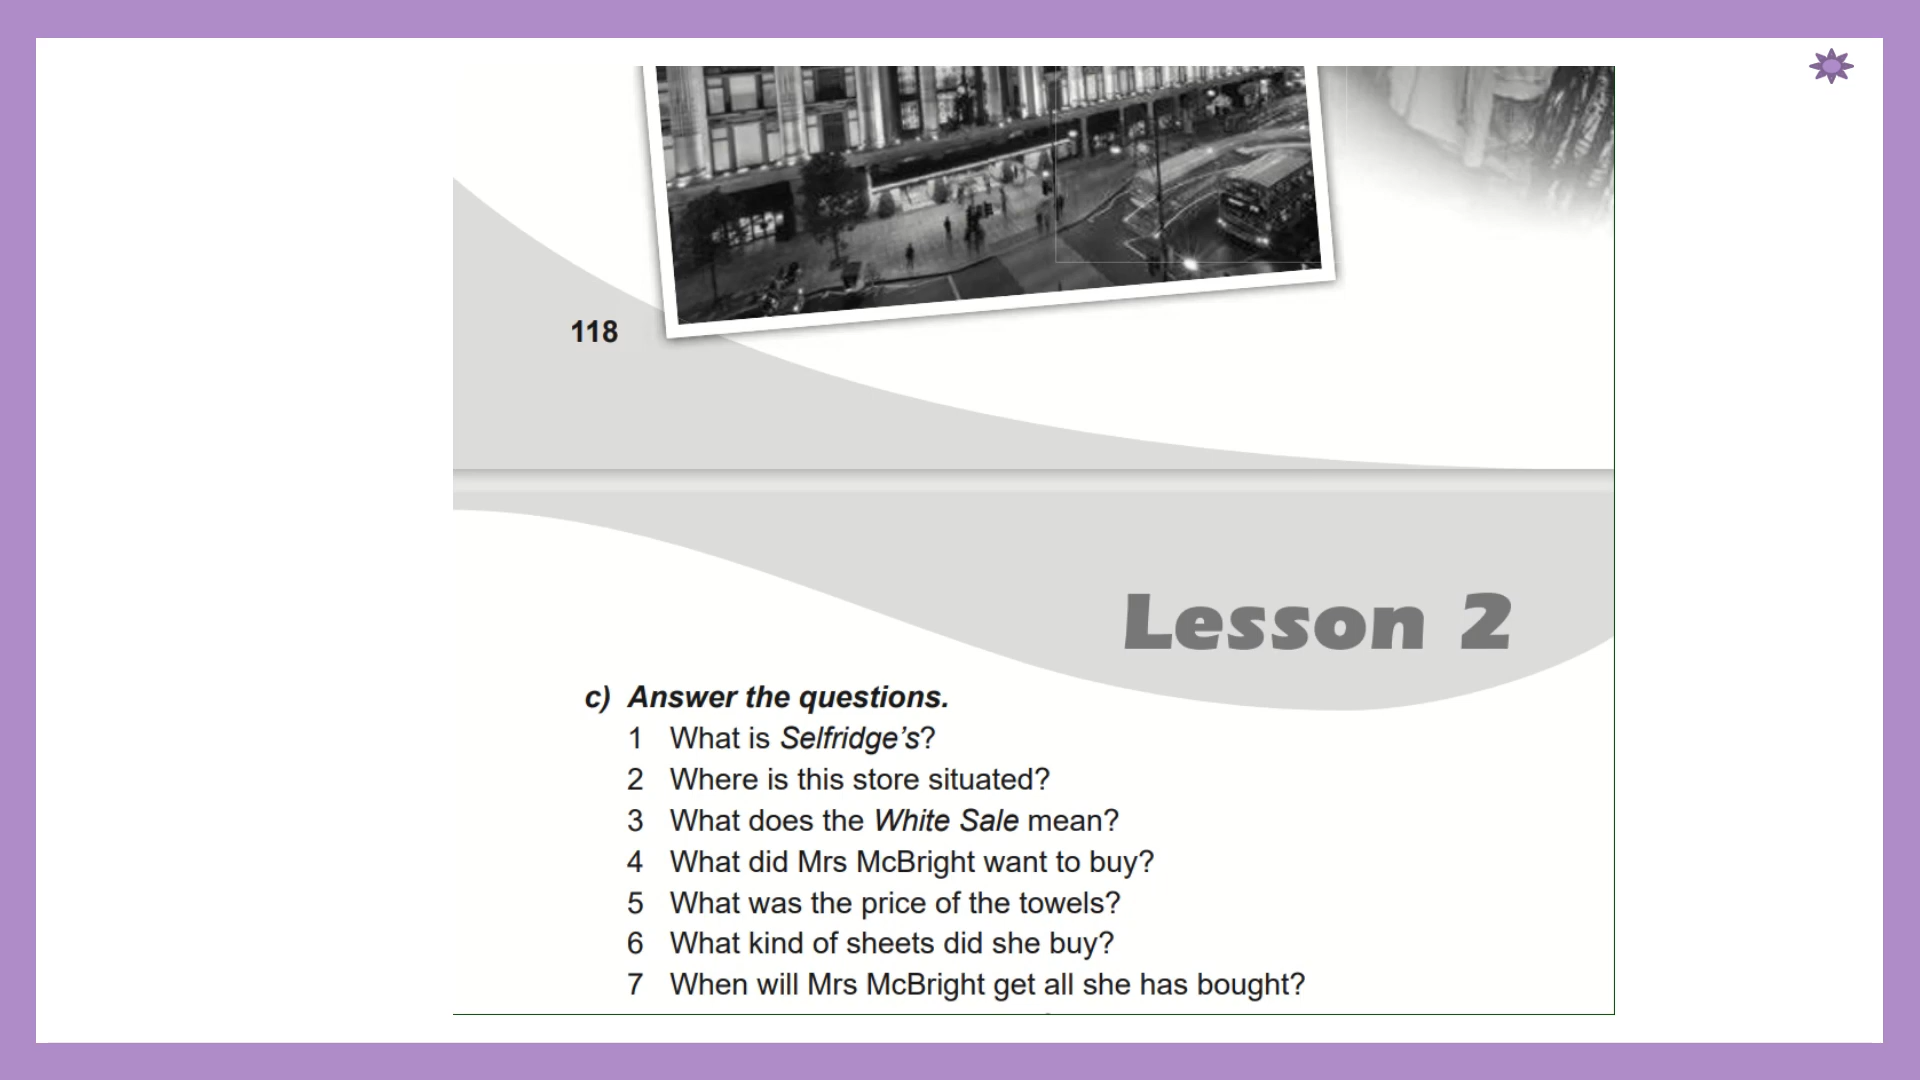 118
Lesson 2
c) Answer the questions.
1 What is Selfridge's?
2 Where is this store situated?
3 What does the White Sale mean?
4 What did Mrs McBright want to buy?
5 What was the price of the towels?
6 What kind of sheets did she buy?
7 When will Mrs McBright get all she has bought?